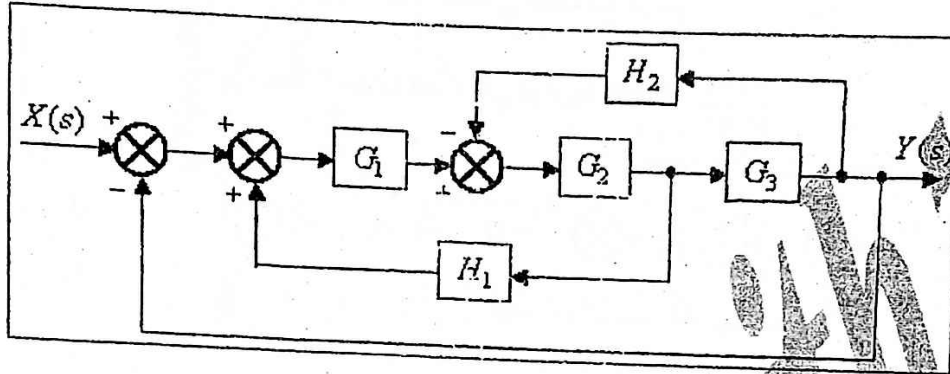 H₂
X(s) + + − Y(s
G₁ G₂ G₃
− + +
H₁